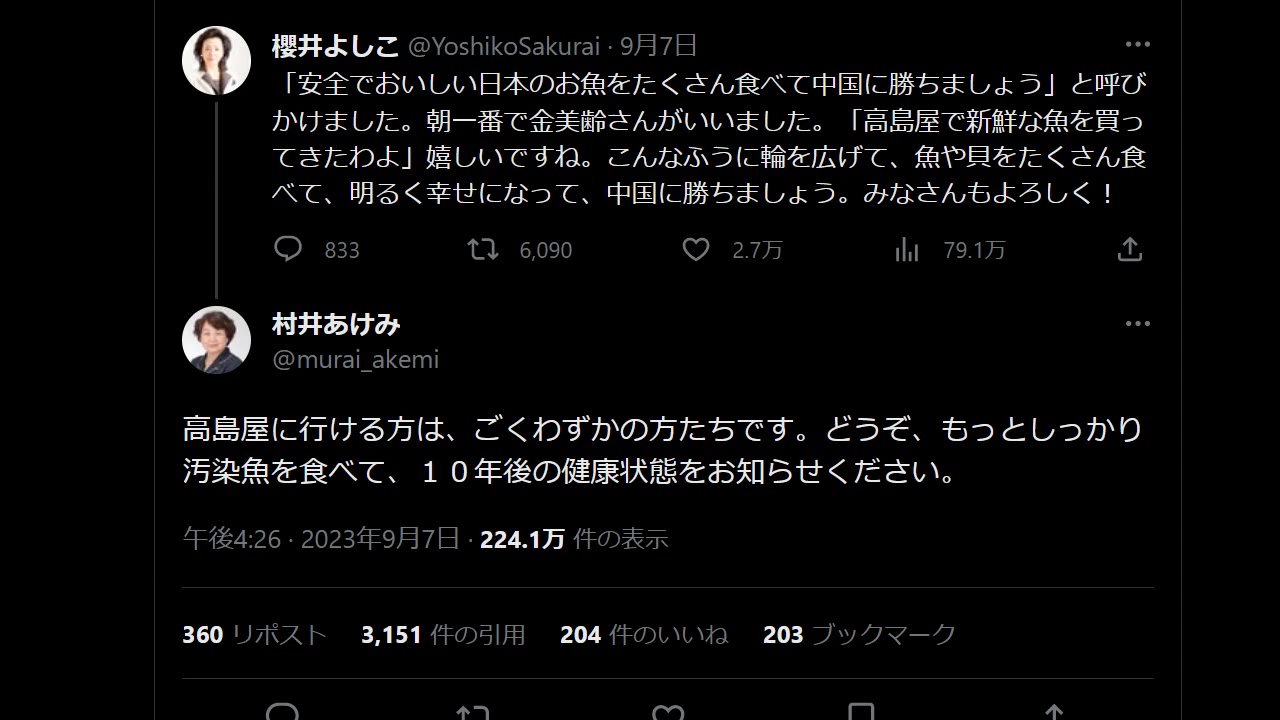 櫻井よしこ @YoshikoSakurai · 9月7日
「安全でおいしい日本のお魚をたくさん食べて中国に勝ちましょう」と呼び
かけました。朝一番で金美齢さんがいいました。「高島屋で新鮮な魚を買っ
てきたわよ」嬉しいですね。こんなふうに輪を広げて、魚や貝をたくさん食
べて、明るく幸せになって、中国に勝ちましょう。みなさんもよろしく！
833 6,090 2.7万 79.1万
村井あけみ
@murai_akemi
高島屋に行ける方は、ごくわずかの方たちです。どうぞ、もっとしっかり
汚染魚を食べて、１０年後の健康状態をお知らせください。
午後4:26 · 2023年9月7日 · 224.1万 件の表示
360 リポスト 3,151 件の引用 204 件のいいね 203 ブックマーク